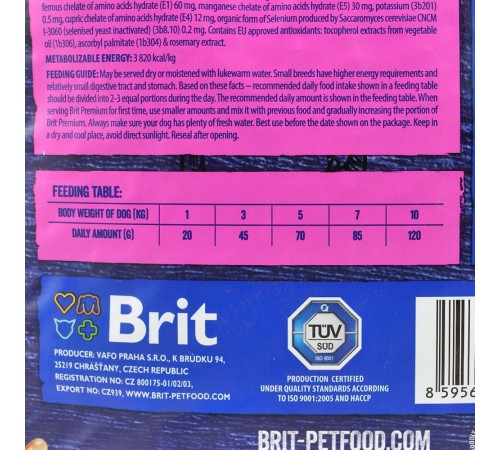 ferrous chelate of amino acids hydrate (E1) 60 mg, manganese chelate of amino acids hydrate (E5) 30 mg, potassium (3b201)
0.5 mg, cupric chelate of amino acids hydrate (E4) 12 mg, organic form of Selenium produced by Saccaromyces cerevisiae CNCM
I-3060 (selenised yeast inactivated) (3b8.10) 0.2 mg. Contains EU approved antioxidants: tocopherol extracts from vegetable
oil (1b306), ascorbyl palmitate (1b304) & rosemary extract.
METABOLIZABLE ENERGY: 3 820 kcal/kg
FEEDING GUIDE: May be served dry or moistened with lukewarm water. Small breeds have higher energy requirements and
relatively small digestive tract and stomach. Based on these facts – recommended daily food intake shown in a feeding table
should be divided into 2-3 equal portions during the day. The recommended daily amount is shown in the feeding table. When
serving Brit Premium for first time, use smaller amounts and mix it with previous food and gradually increasing the portion of
Brit Premium. Always make sure your dog has plenty of fresh water. Best use before the date shown on the package. Keep in
a dry and cool place, avoid direct sunlight. Reseal after opening.
FEEDING TABLE:
BODY WEIGHT OF DOG (KG) 1 3 5 7 10
DAILY AMOUNT (G) 20 45 70 85 120
Brit
PRODUCER: VAFO PRAHA S.R.O., K BRŮDKU 94,
25219 CHRÁŠŤANY, CZECH REPUBLIC
REGISTRATION NO: CZ 800175-01/02/03,
EXPORT NO.: CZ939, WWW.BRIT-PETFOOD.COM
TÜV
SÜD
ISO 9001
PRODUCTION CERTIFIED
UNDER QUALITY STANDARDS ACCORDING
TO ISO 9001:2005 AND HACCP
8 5956
BRIT-PETFOOD.COM